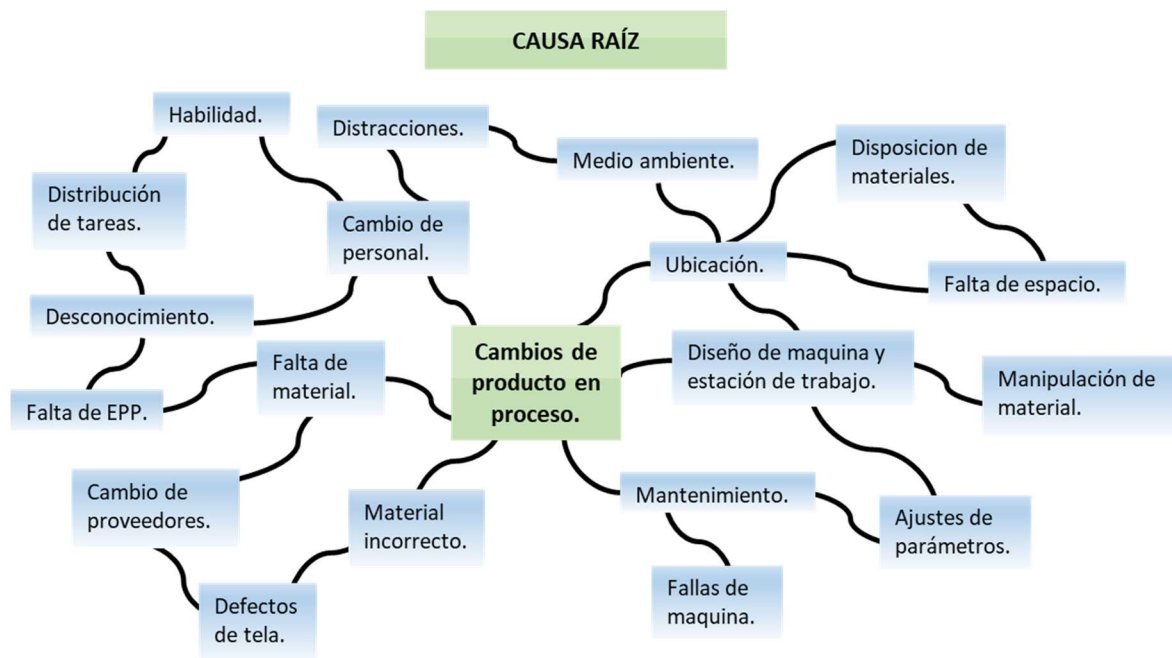 CAUSA RAÍZ
Habilidad.
Distracciones.
Medio ambiente.
Disposicion de
materiales.
Distribución
de tareas.
Cambio de
personal.
Ubicación.
Falta de espacio.
Desconocimiento.
Cambios de
producto en
proceso.
Falta de
material.
Diseño de maquina y
estación de trabajo.
Manipulación de
material.
Falta de EPP.
Cambio de
proveedores.
Material
incorrecto.
Mantenimiento.
Ajustes de
parámetros.
Defectos
de tela.
Fallas de
maquina.